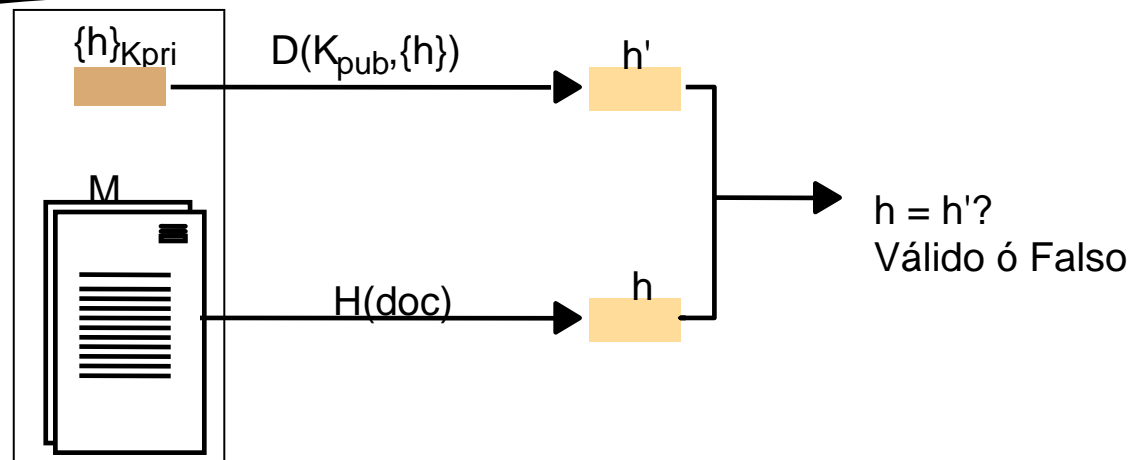 {h}Kpri
D(Kpub,{h})
h'
M
H(doc)
h
h = h'?
Válido ó Falso